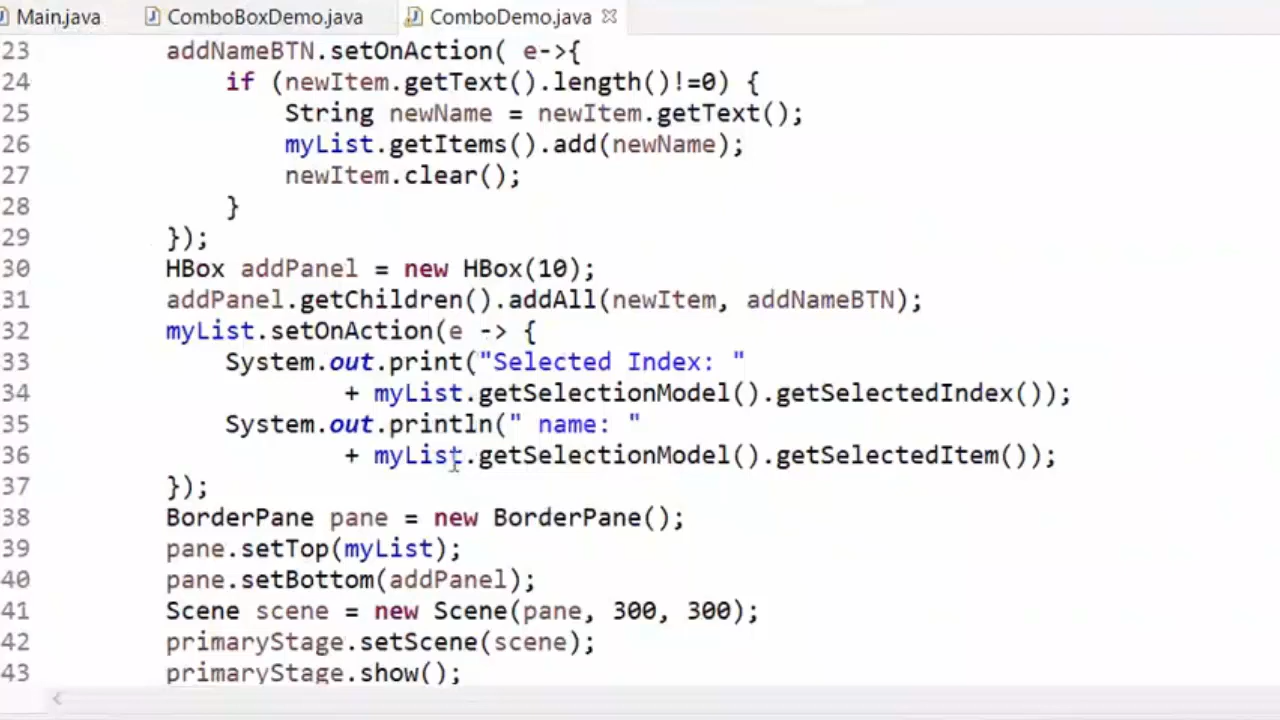 Main.java ComboBoxDemo.java ComboDemo.java
23 addNameBTN.setOnAction( e->{
24 if (newItem.getText().length()!=0) {
25 String newName = newItem.getText();
26 myList.getItems().add(newName);
27 newItem.clear();
28 }
29 });
30 HBox addPanel = new HBox(10);
31 addPanel.getChildren().addAll(newItem, addNameBTN);
32 myList.setOnAction(e -> {
33 System.out.print("Selected Index: "
34 + myList.getSelectionModel().getSelectedIndex());
35 System.out.println(" name: "
36 + myList.getSelectionModel().getSelectedItem());
37 });
38 BorderPane pane = new BorderPane();
39 pane.setTop(myList);
40 pane.setBottom(addPanel);
41 Scene scene = new Scene(pane, 300, 300);
42 primaryStage.setScene(scene);
43 primaryStage.show();